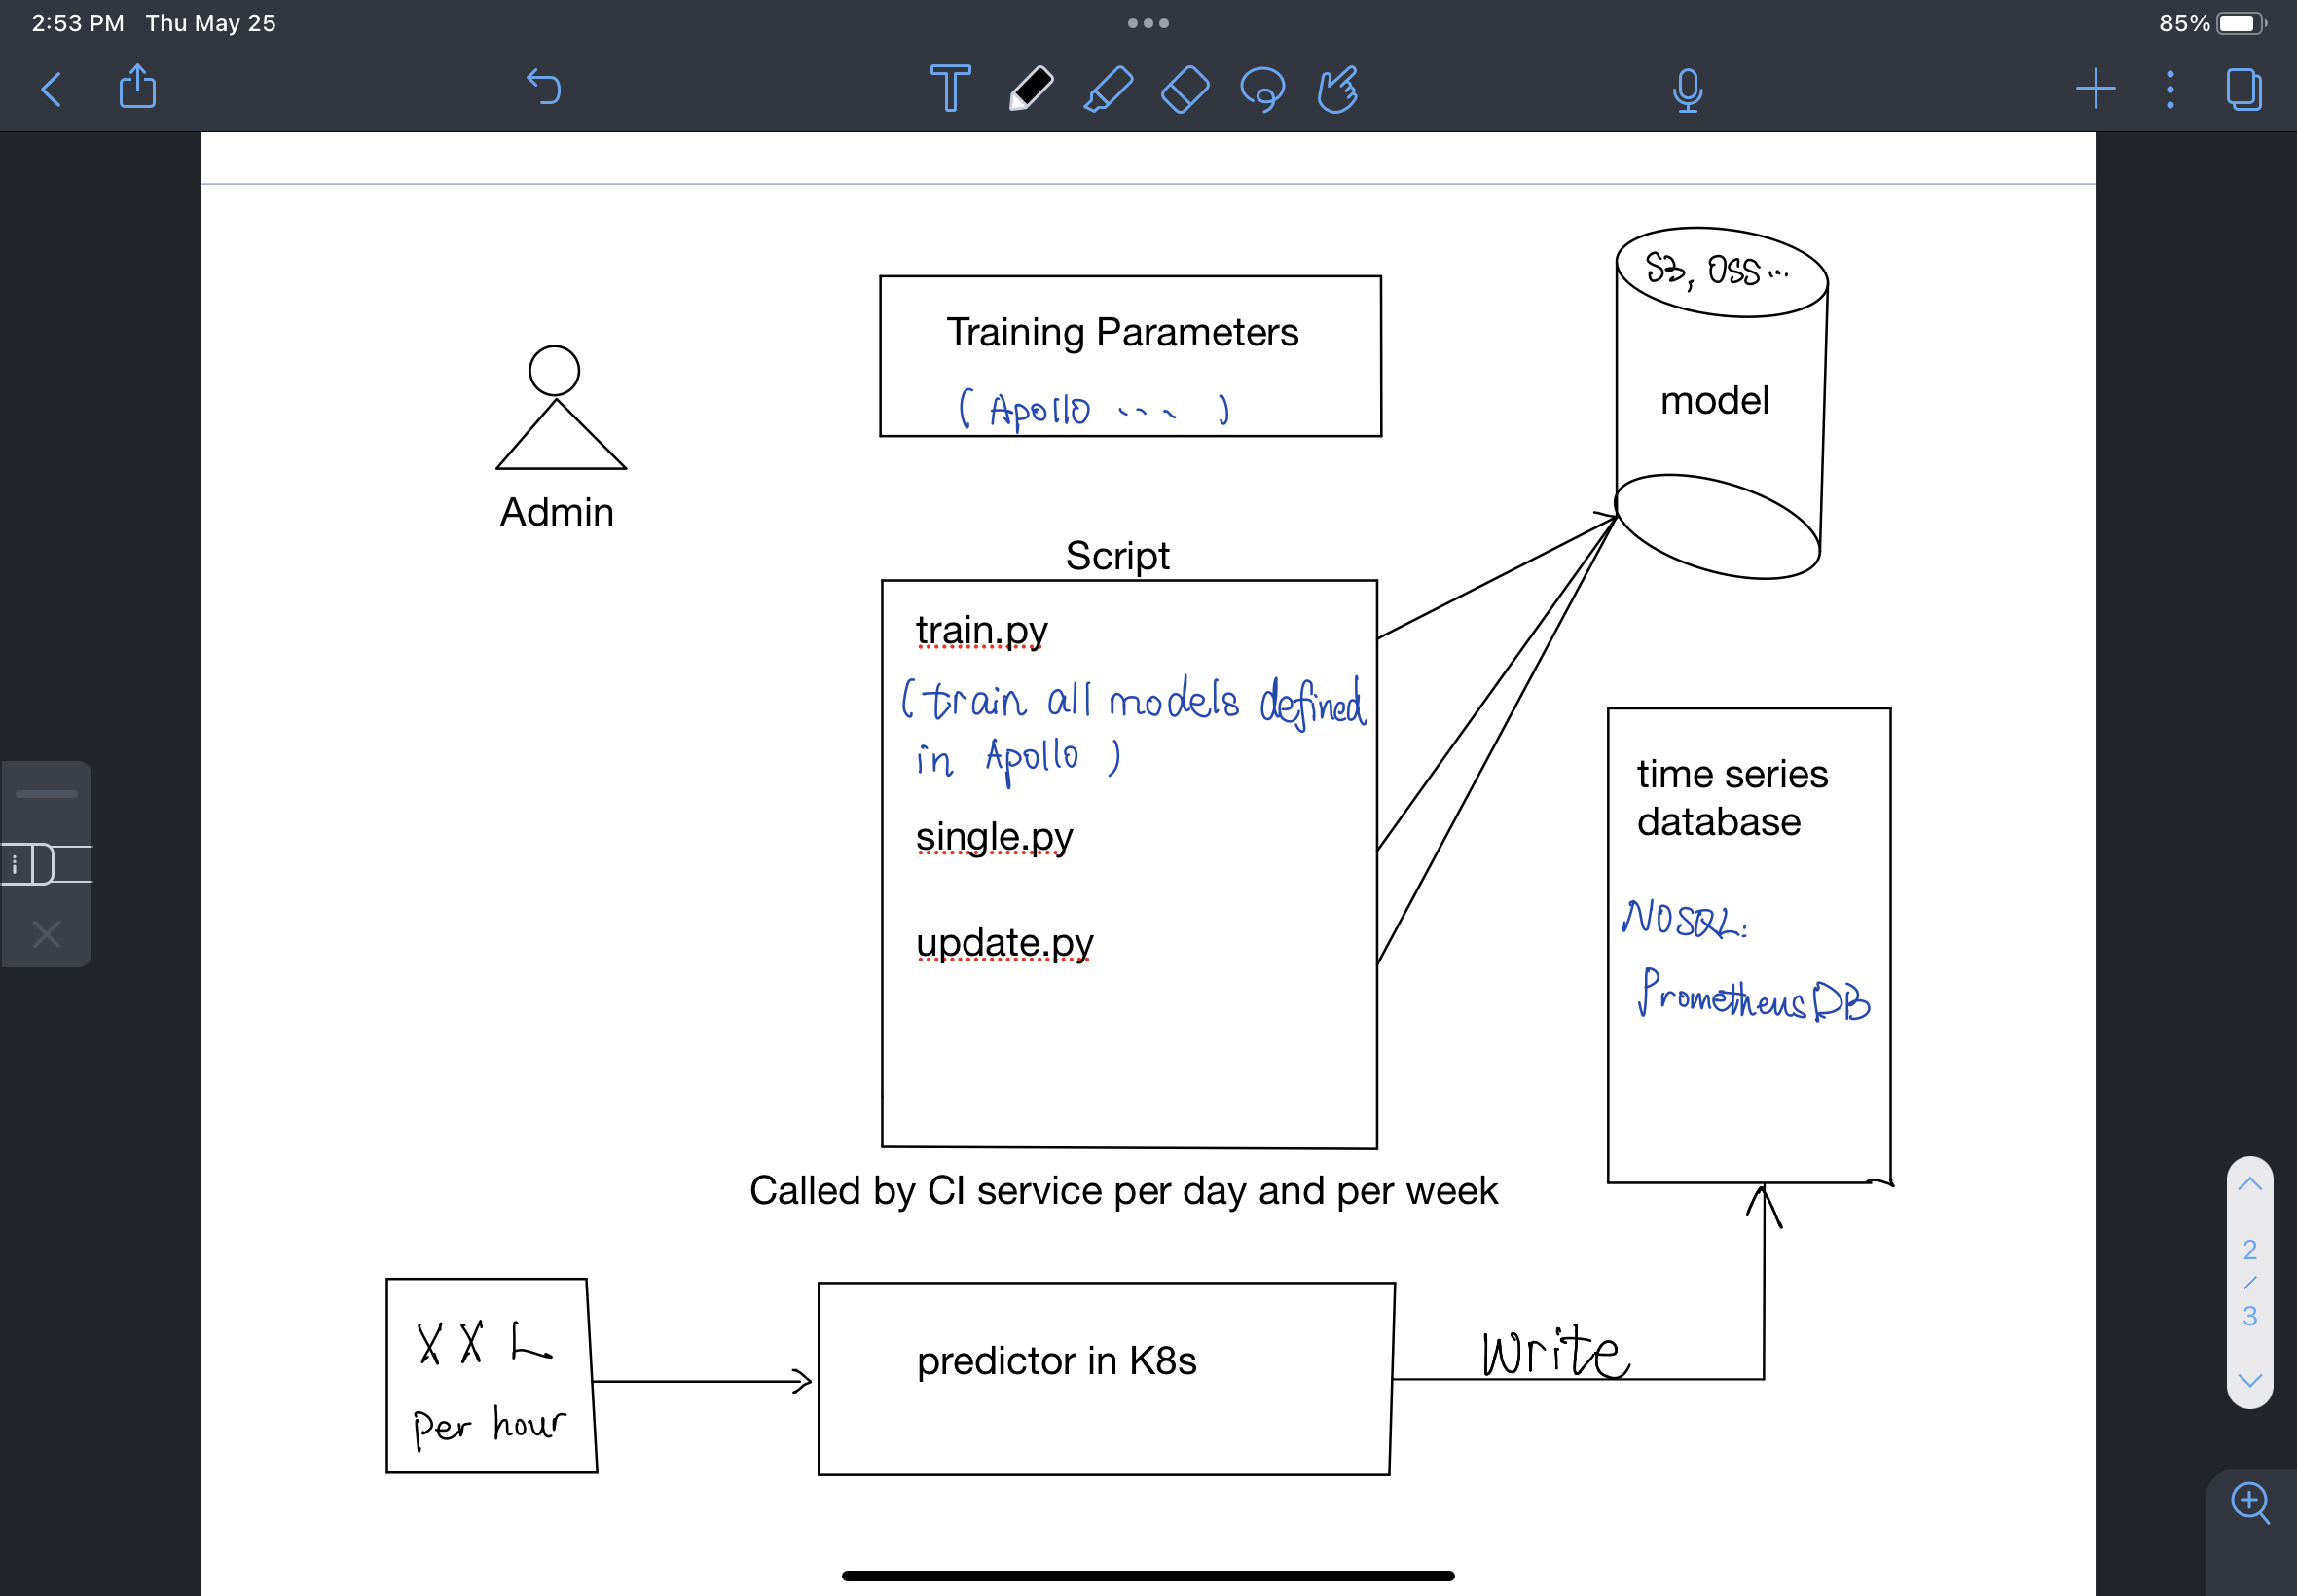 2:53 PM Thu May 25
85%
S3, OSS...
Training Parameters
(Apollo ... )
model
Admin
Script
train.py
(train all models defined
in Apollo )
single.py
update.py
time series
database
NOSQL:
PrometheusDB
Called by CI service per day and per week
XXL
per hour
predictor in K8s
write
2
/
3